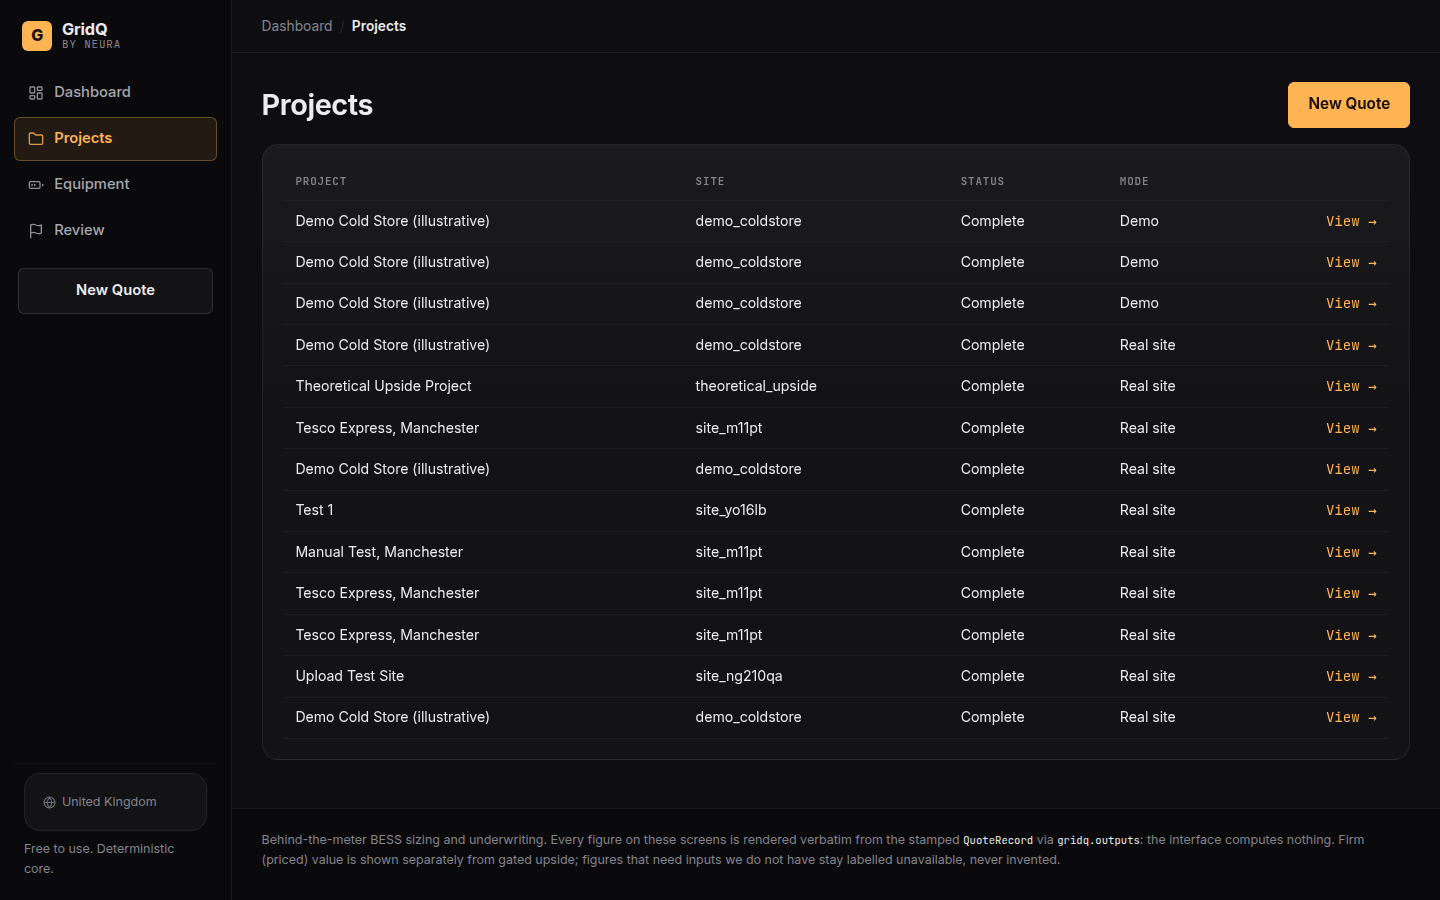 G
GridQ
BY NEURA
Dashboard
Projects
Equipment
Review
New Quote
United Kingdom
Free to use. Deterministic
core.
Dashboard / Projects
Projects
New Quote
PROJECT SITE STATUS MODE
Demo Cold Store (illustrative) demo_coldstore Complete Demo View →
Demo Cold Store (illustrative) demo_coldstore Complete Demo View →
Demo Cold Store (illustrative) demo_coldstore Complete Demo View →
Demo Cold Store (illustrative) demo_coldstore Complete Real site View →
Theoretical Upside Project theoretical_upside Complete Real site View →
Tesco Express, Manchester site_m11pt Complete Real site View →
Demo Cold Store (illustrative) demo_coldstore Complete Real site View →
Test 1 site_yo16lb Complete Real site View →
Manual Test, Manchester site_m11pt Complete Real site View →
Tesco Express, Manchester site_m11pt Complete Real site View →
Tesco Express, Manchester site_m11pt Complete Real site View →
Upload Test Site site_ng210qa Complete Real site View →
Demo Cold Store (illustrative) demo_coldstore Complete Real site View →
Behind-the-meter BESS sizing and underwriting. Every figure on these screens is rendered verbatim from the stamped QuoteRecord via gridq.outputs: the interface computes nothing. Firm
(priced) value is shown separately from gated upside; figures that need inputs we do not have stay labelled unavailable, never invented.